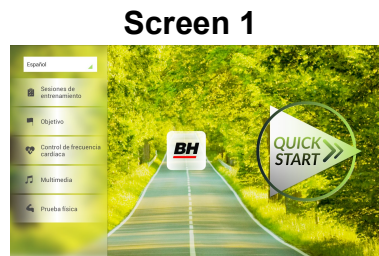 Screen 1
Español
Sesiones de
entrenamiento
Objetivo
Control de frecuencia
cardiaca
Multimedia
Prueba física
BH
QUICK
START